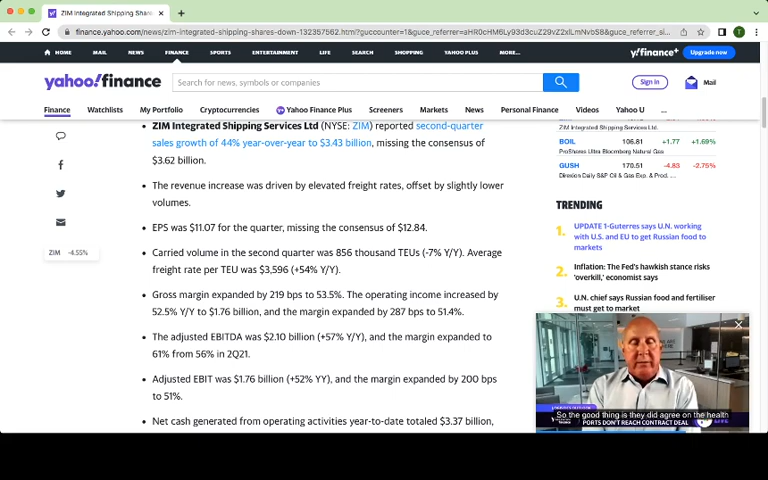 ZIM Integrated Shipping Share
finance.yahoo.com/news/zim-integrated-shipping-shares-down-132357562.html?guccounter=1&guce_referrer=
T
HOME MAIL NEWS FINANCE SPORTS ENTERTAINMENT LIFE SEARCH SHOPPING YAHOO PLUS MORE...
y!finance+ Upgrade now
yahoo!finance
Search for news, symbols or companies
Sign in
Mail
Finance Watchlists My Portfolio Cryptocurrencies Yahoo Finance Plus Screeners Markets News Personal Finance Videos Yahoo U ...
• ZIM Integrated Shipping Services Ltd (NYSE: ZIM) reported second-quarter
sales growth of 44% year-over-year to $3.43 billion, missing the consensus of
$3.62 billion.
• The revenue increase was driven by elevated freight rates, offset by slightly lower
volumes.
• EPS was $11.07 for the quarter, missing the consensus of $12.84.
• Carried volume in the second quarter was 856 thousand TEUs (-7% Y/Y). Average
freight rate per TEU was $3,596 (+54% Y/Y).
• Gross margin expanded by 219 bps to 53.5%. The operating income increased by
52.5% Y/Y to $1.76 billion, and the margin expanded by 287 bps to 51.4%.
• The adjusted EBITDA was $2.10 billion (+57% Y/Y), and the margin expanded to
61% from 56% in 2Q21.
• Adjusted EBIT was $1.76 billion (+52% YY), and the margin expanded by 200 bps
to 51%.
• Net cash generated from operating activities year-to-date totaled $3.37 billion,
ZIM -4.55%
ZIM Integrated Shipping Services Ltd.
BOIL 106.81 +1.77 +1.69%
ProShares Ultra Bloomberg Natural Gas
GUSH 170.51 -4.83 -2.75%
Direxion Daily S&P Oil & Gas Exp. & Prod. ...
TRENDING
1. UPDATE 1-Guterres says U.N. working
with U.S. and EU to get Russian food to
markets
2. Inflation: The Fed's hawkish stance risks
'overkill,' economist says
3. U.N. chief says Russian food and fertiliser
must get to market
So the good thing is they did agree on the health
PORTS DON'T REACH CONTRACT DEAL